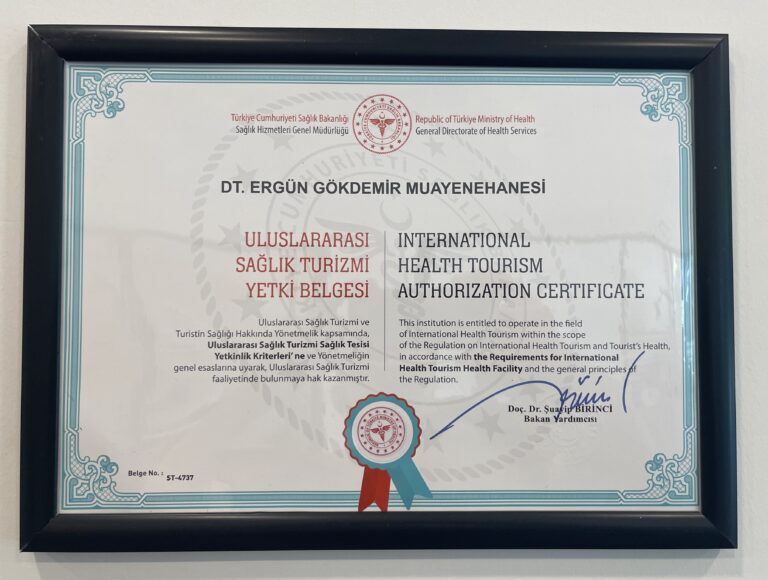 Türkiye Cumhuriyeti Sağlık Bakanlığı
Sağlık Hizmetleri Genel Müdürlüğü
Republic of Türkiye Ministry of Health
General Directorate of Health Services
DT. ERGÜN GÖKDEMİR MUAYENEHANESİ
ULUSLARARASI
SAĞLIK TURİZMİ
YETKİ BELGESİ
INTERNATIONAL
HEALTH TOURISM
AUTHORIZATION CERTIFICATE
Uluslararası Sağlık Turizmi ve
Turistin Sağlığı Hakkında Yönetmelik kapsamında,
Uluslararası Sağlık Turizmi Sağlık Tesisi
Yetkinlik Kriterleri' ne ve Yönetmeliğin
genel esaslarına uyarak, Uluslararası Sağlık Turizmi
faaliyetinde bulunmaya hak kazanmıştır.
This institution is entitled to operate in the field
of International Health Tourism within the scope
of the Regulation on International Health Tourism and Tourist's Health,
in accordance with the Requirements for International
Health Tourism Health Facility and the general principles of
the Regulation.
Doç. Dr. Şuayip BİRİNCİ
Bakan Yardımcısı
Belge No. : ST-4737